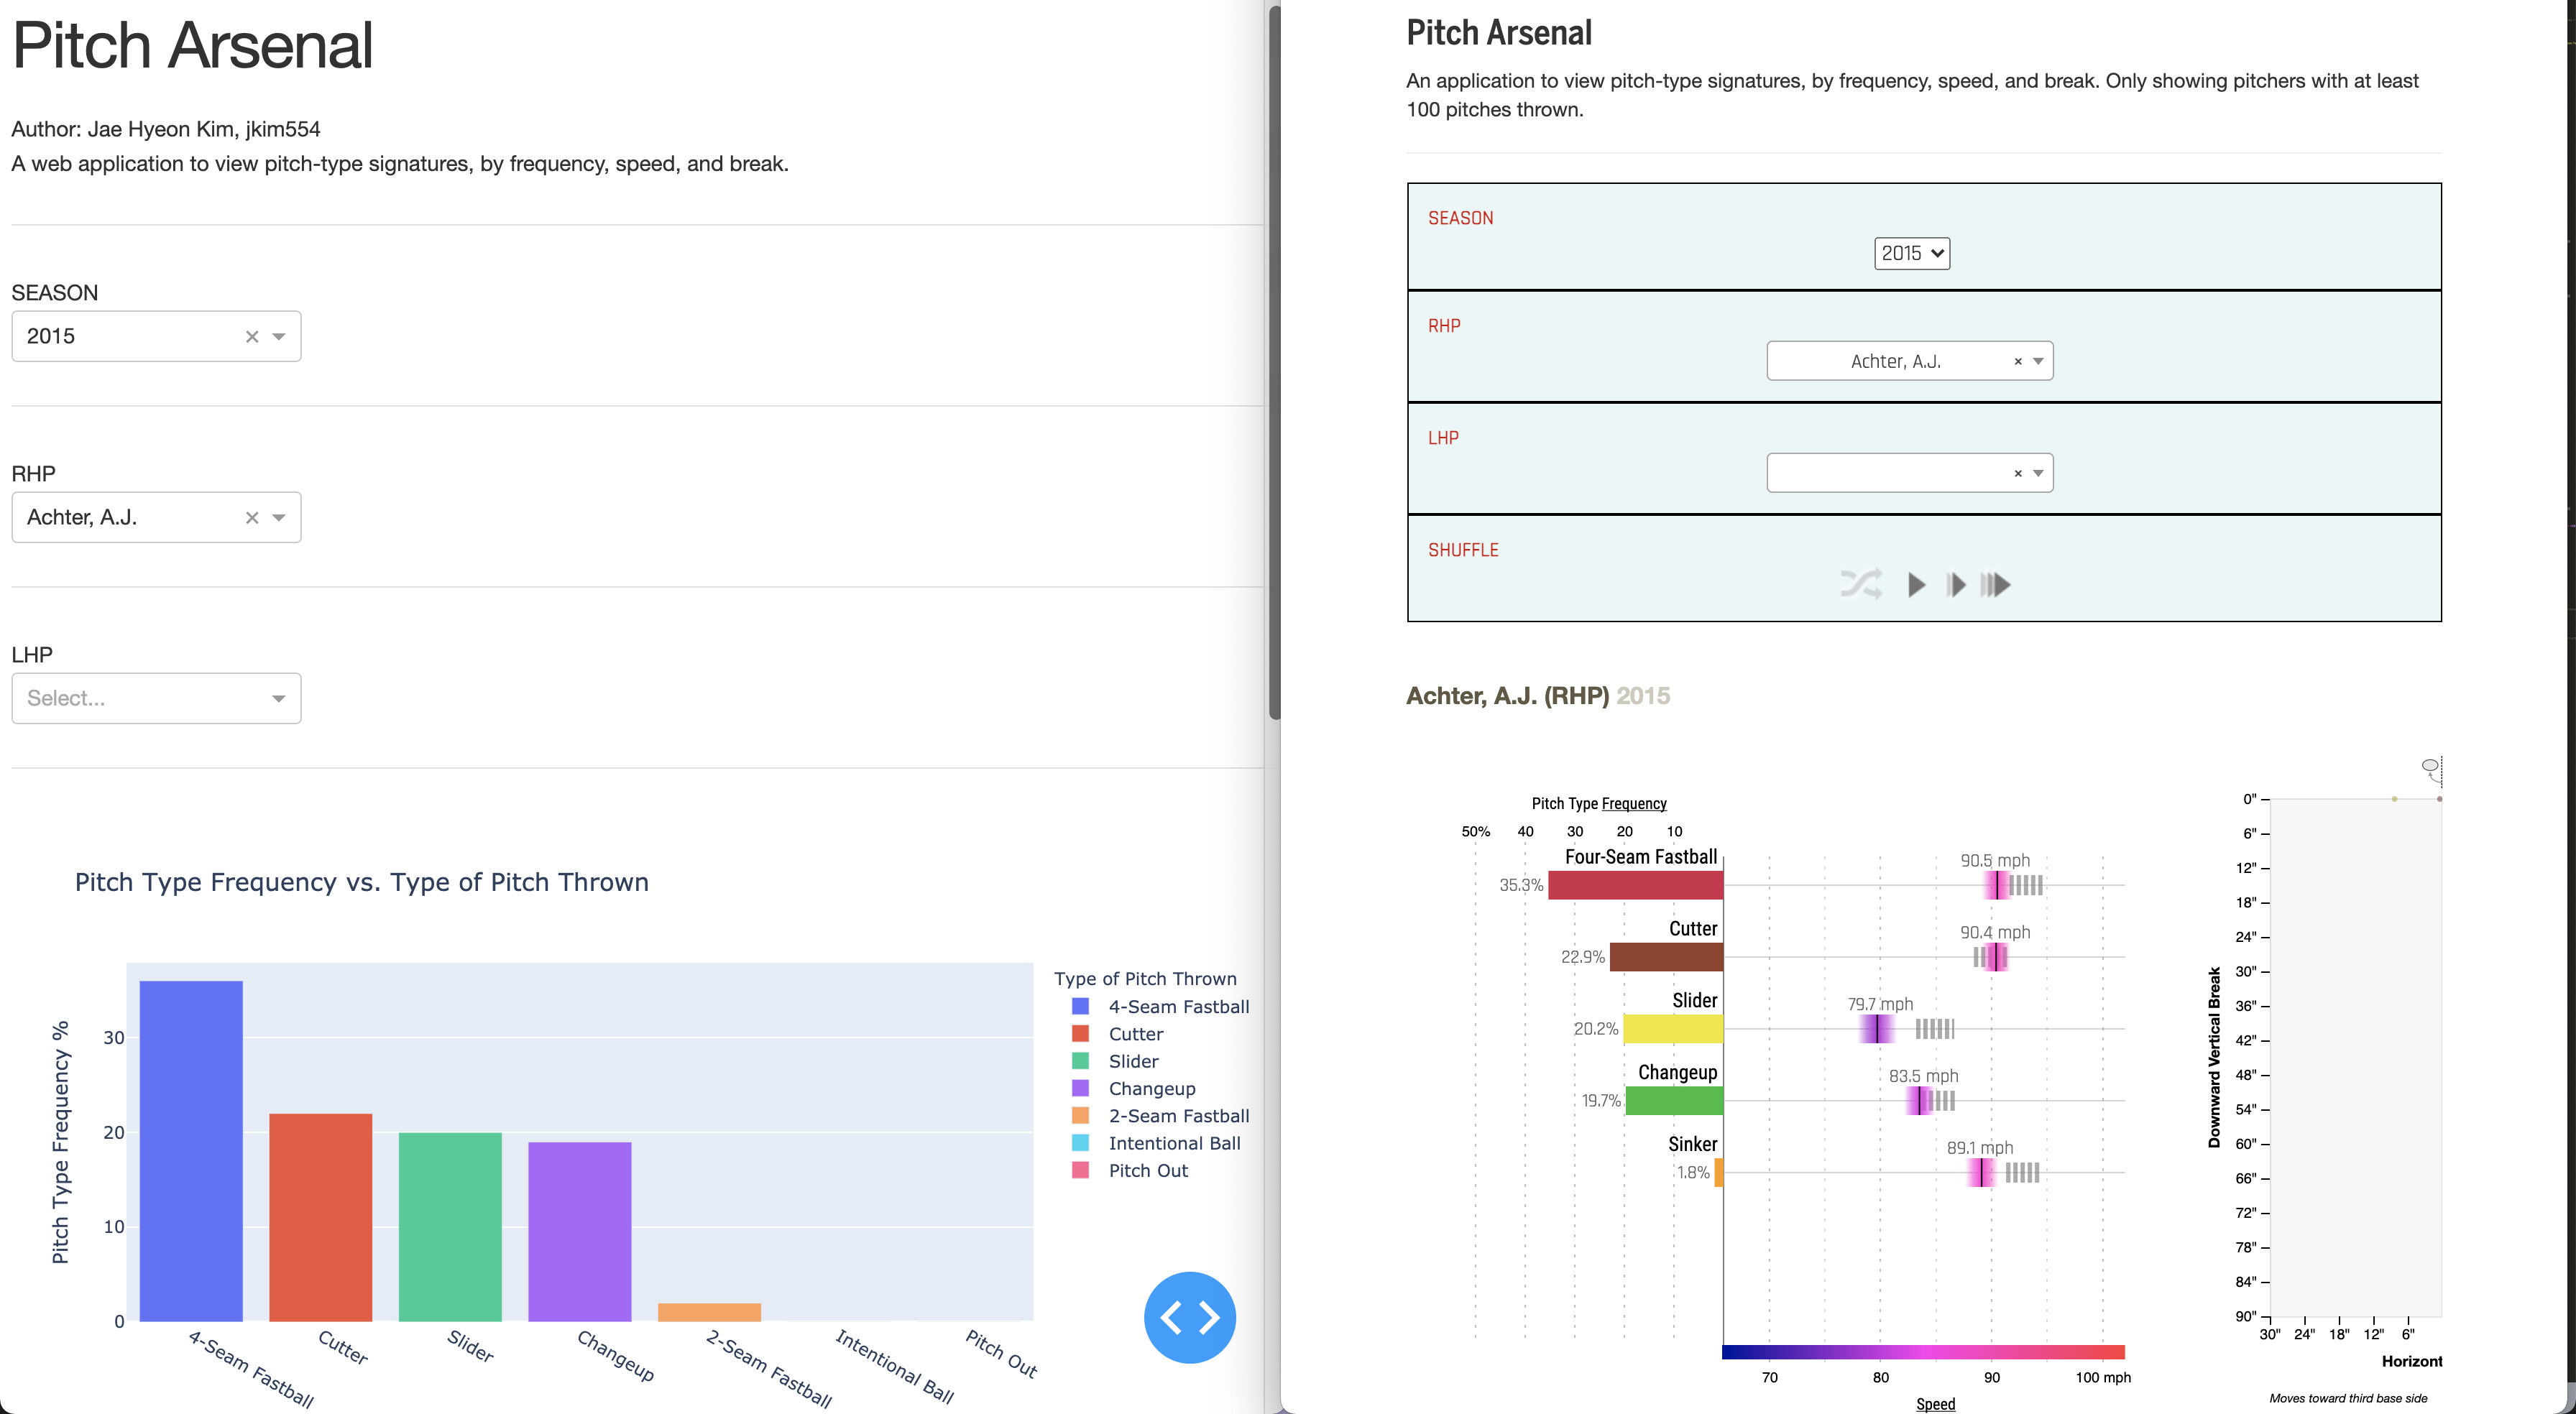 Pitch Arsenal
Author: Jae Hyeon Kim, jkim554
A web application to view pitch-type signatures, by frequency, speed, and break.
SEASON
2015
RHP
Achter, A.J.
LHP
Select...
Pitch Type Frequency vs. Type of Pitch Thrown
Pitch Type Frequency %
30
20
10
0
4-Seam Fastball
Cutter
Slider
Changeup
2-Seam Fastball
Intentional Ball
Pitch Out
Type of Pitch Thrown
4-Seam Fastball
Cutter
Slider
Changeup
2-Seam Fastball
Intentional Ball
Pitch Out
Pitch Arsenal
An application to view pitch-type signatures, by frequency, speed, and break. Only showing pitchers with at least
100 pitches thrown.
SEASON
2015
RHP
Achter, A.J.
LHP
SHUFFLE
Achter, A.J. (RHP) 2015
Pitch Type Frequency
50% 40 30 20 10
Four-Seam Fastball
35.3%
90.5 mph
Cutter
22.9%
90.4 mph
Slider
20.2%
79.7 mph
Changeup
19.7%
83.5 mph
Sinker
1.8%
89.1 mph
70 80 90 100 mph
Speed
Downward Vertical Break
0"
6"
12"
18"
24"
30"
36"
42"
48"
54"
60"
66"
72"
78"
84"
90"
30" 24" 18" 12" 6"
Horizont
Moves toward third base side